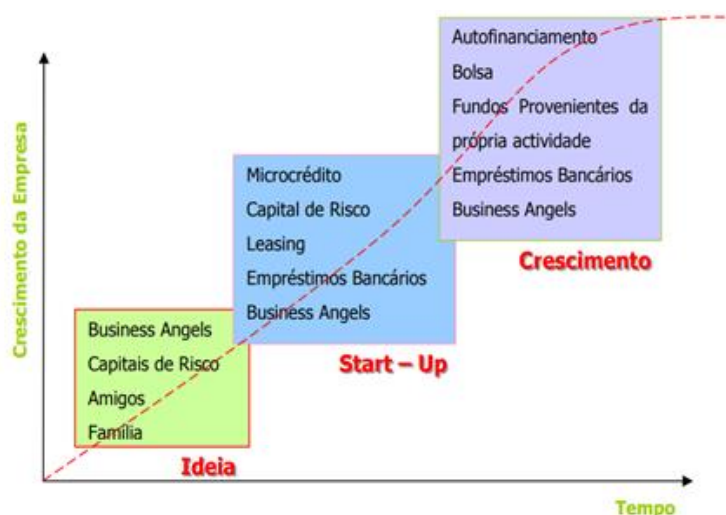 Autofinanciamento
Bolsa
Fundos Provenientes da
própria actividade
Empréstimos Bancários
Business Angels
Crescimento
Microcrédito
Capital de Risco
Leasing
Empréstimos Bancários
Business Angels
Start – Up
Business Angels
Capitais de Risco
Amigos
Família
Ideia
Crescimento da Empresa
Tempo